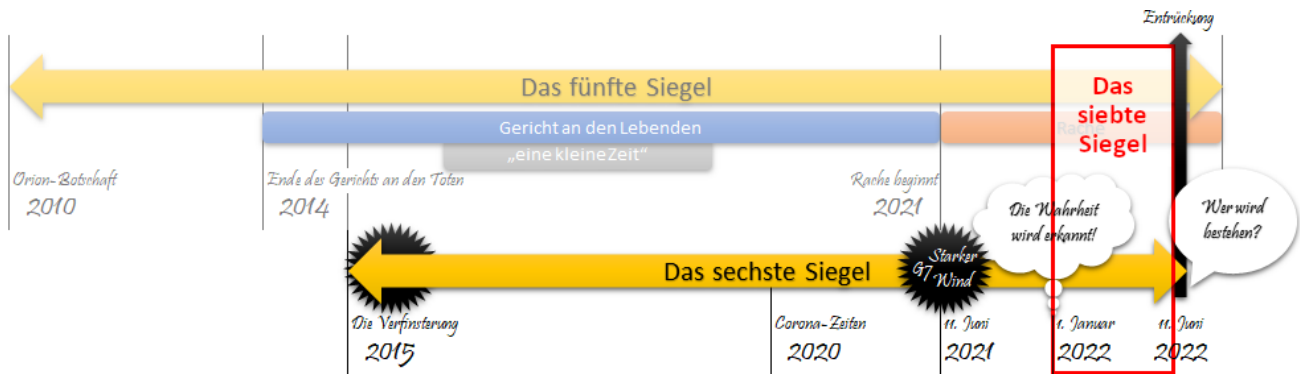 Entrückung
Das fünfte Siegel
Das
siebte
Siegel
Gericht an den Lebenden
Rache
„eine kleine Zeit“
Orion-Botschaft
2010
Ende des Gerichts an den Toten
2014
Rache beginnt
2021
Die Wahrheit
wird erkannt!
Wer wird
bestehen?
Das sechste Siegel
Starker
G7 Wind
Die Verfinsterung
2015
Corona-Zeiten
2020
11. Juni
2021
1. Januar
2022
11. Juni
2022